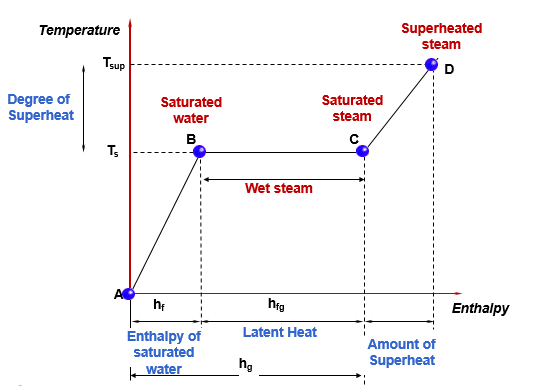 Temperature
Superheated
steam
Tsup
D
Degree of
Superheat
Saturated
water
Saturated
steam
B
C
Ts
Wet steam
A
hf
hfg
Enthalpy
Enthalpy of
saturated
water
Latent Heat
Amount of
Superheat
hg